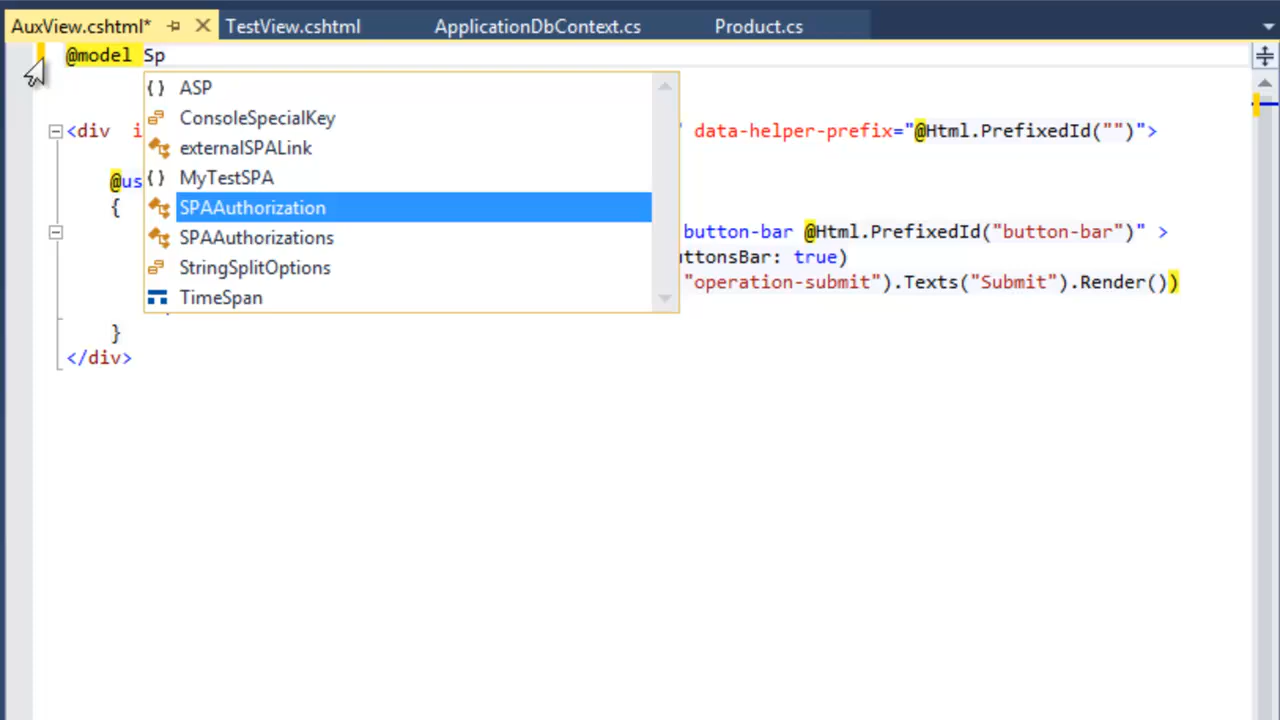 AuxView.cshtml* TestView.cshtml ApplicationDbContext.cs Product.cs
@model Sp
{ } ASP
ConsoleSpecialKey
<div i " data-helper-prefix="@Html.PrefixedId("")">
externalSPALink
@us { } MyTestSPA
{ SPAAuthorization
button-bar @Html.PrefixedId("button-bar")" >
SPAAuthorizations
uttonsBar: true)
StringSplitOptions
"operation-submit").Texts("Submit").Render())
TimeSpan
}
</div>